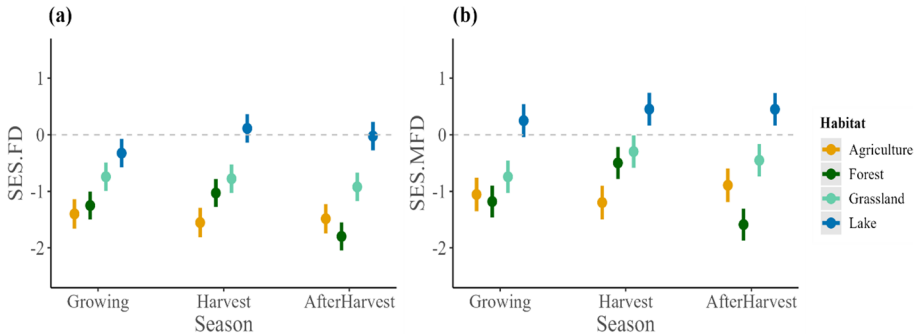 (a)
SES.FD
1
0
-1
-2
Growing
Harvest
AfterHarvest
Season
(b)
SES.MFD
1
0
-1
-2
Growing
Harvest
AfterHarvest
Season
Habitat
Agriculture
Forest
Grassland
Lake